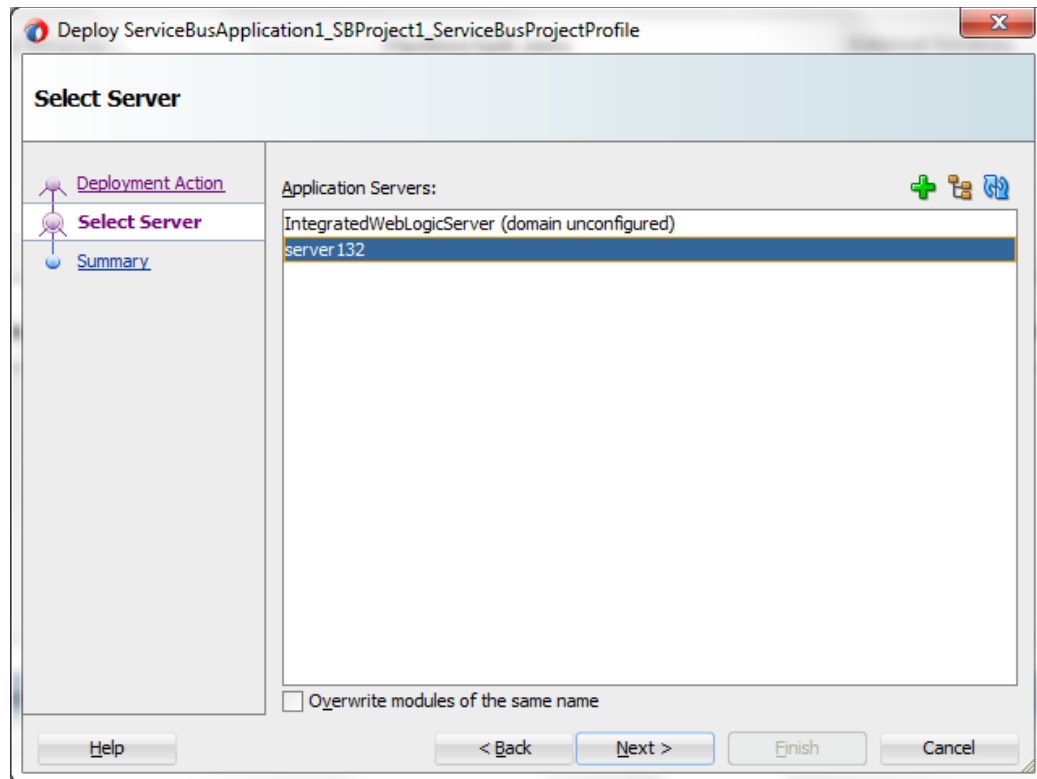 Deploy ServiceBusApplication1_SBProject1_ServiceBusProjectProfile
Select Server
Deployment Action
Select Server
Summary
Application Servers:
IntegratedWebLogicServer (domain unconfigured)
server132
Overwrite modules of the same name
Help
< Back
Next >
Finish
Cancel